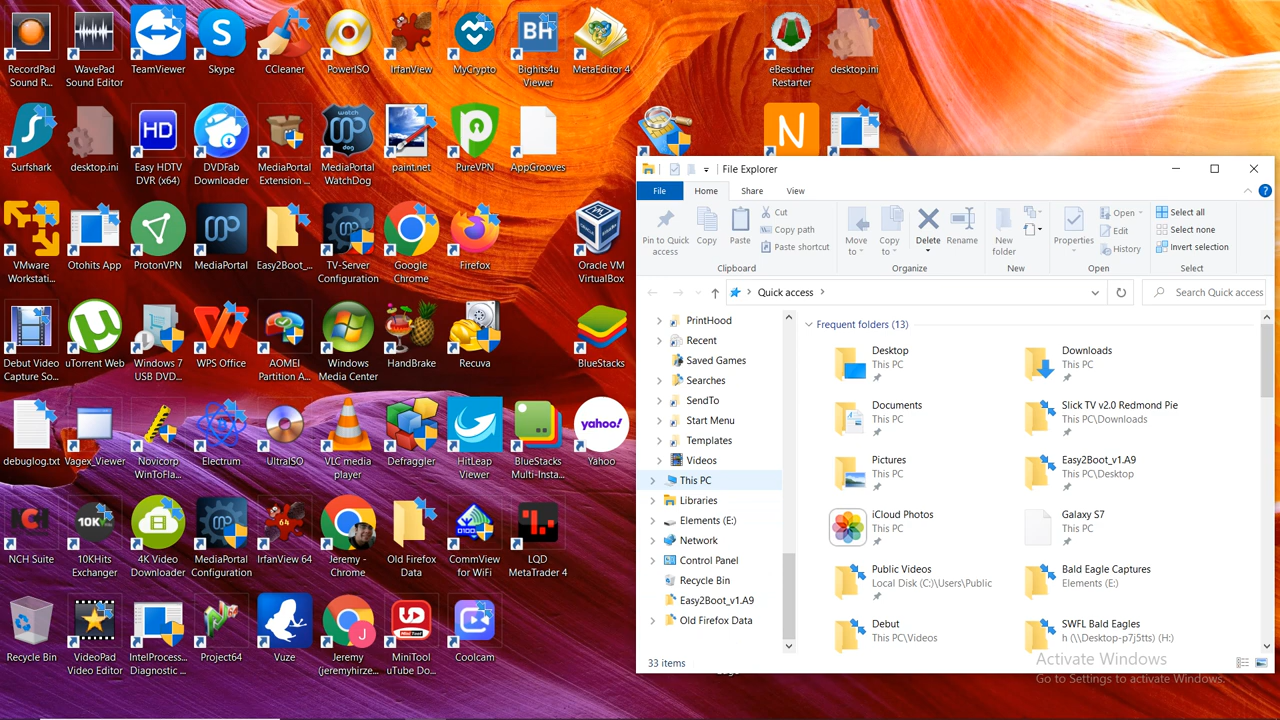 RecordPad
Sound R...
WavePad
Sound Editor
TeamViewer
Skype
CCleaner
PowerISO
IrfanView
MyCrypto
BH
Bighits4u
Viewer
MetaEditor 4
eBesucher
Restarter
desktop.ini
Surfshark
desktop.ini
HD
Easy HDTV
DVR (x64)
DVDFab
Downloader
MediaPortal
Extension ...
watch
dog
MediaPortal
WatchDog
paint.net
PureVPN
AppGrooves
N
VMware
Workstati...
Otohits App
ProtonVPN
MediaPortal
Easy2Boot_...
TV-Server
Configuration
Google
Chrome
Firefox
Oracle VM
VirtualBox
Debut Video
Capture So...
uTorrent Web
Windows 7
USB DVD...
WPS Office
AOMEI
Partition A...
Windows
Media Center
HandBrake
Recuva
BlueStacks
debuglog.txt
Vagex_Viewer
Novicorp
WinToFla...
Electrum
UltraISO
VLC media
player
Defraggler
HitLeap
Viewer
BlueStacks
Multi-Insta...
yahoo!
Yahoo
NCH
NCH Suite
10KH
10KHits
Exchanger
4K Video
Downloader
MediaPortal
Configuration
64
IrfanView 64
Jeremy -
Chrome
Old Firefox
Data
0100
CommView
for WiFi
LQD
MetaTrader 4
Recycle Bin
VideoPad
Video Editor
IntelProcess...
Diagnostic ...
Project64
Vuze
J
Jeremy
(jeremyhirze...
UD
MiniTool
MiniTool
uTube Do...
Coolcam
File Explorer
File
Home
Share
View
Pin to Quick
access
Copy
Paste
Cut
Copy path
Paste shortcut
Clipboard
Move
to
Copy
to
Delete
Rename
Organize
New
folder
New
Properties
Open
Edit
History
Open
Select all
Select none
Invert selection
Select
Quick access
Search Quick access
PrintHood
Recent
Saved Games
Searches
SendTo
Start Menu
Templates
Videos
This PC
Libraries
Elements (E:)
Network
Control Panel
Recycle Bin
Easy2Boot_v1.A9
Old Firefox Data
Frequent folders (13)
Desktop
This PC
Downloads
This PC
Documents
This PC
Slick TV v2.0 Redmond Pie
This PC\Downloads
Pictures
This PC
Easy2Boot_v1.A9
This PC\Desktop
iCloud Photos
This PC
Galaxy S7
This PC
Public Videos
Local Disk (C:)\Users\Public
Bald Eagle Captures
Elements (E:)
Debut
This PC\Videos
SWFL Bald Eagles
h (\\Desktop-p7j5tts) (H:)
33 items
Activate Windows
Go to Settings to activate Windows.